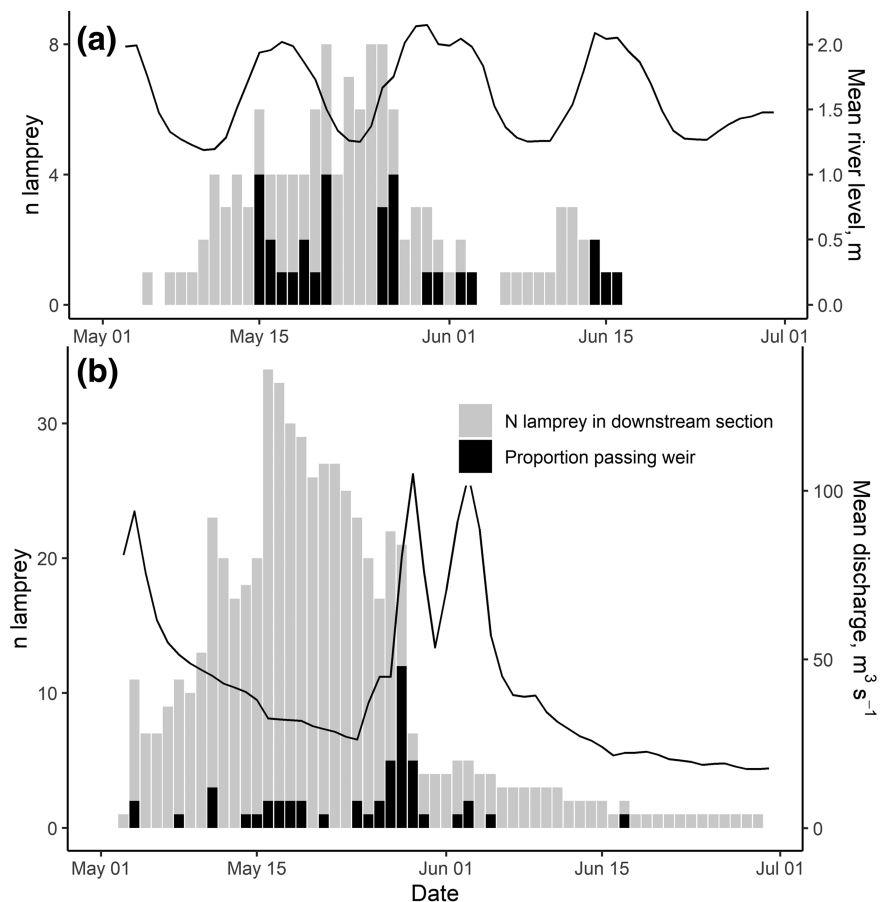 (a)
8
4
0
n lamprey
2.0
1.5
1.0
0.5
0.0
Mean river level, m
May 01
May 15
Jun 01
Jun 15
Jul 01
(b)
30
20
10
0
n lamprey
N lamprey in downstream section
Proportion passing weir
100
50
0
Mean discharge, m³ s⁻¹
May 01
May 15
Jun 01
Jun 15
Jul 01
Date